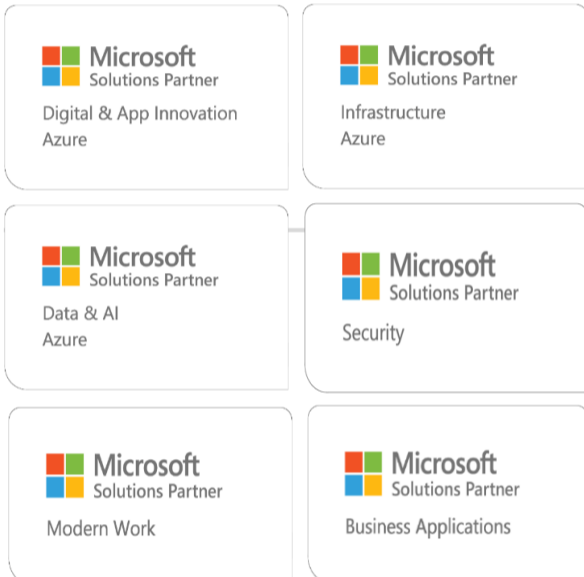 Microsoft
Solutions Partner
Digital & App Innovation
Azure
Microsoft
Solutions Partner
Infrastructure
Azure
Microsoft
Solutions Partner
Data & AI
Azure
Microsoft
Solutions Partner
Security
Microsoft
Solutions Partner
Modern Work
Microsoft
Solutions Partner
Business Applications